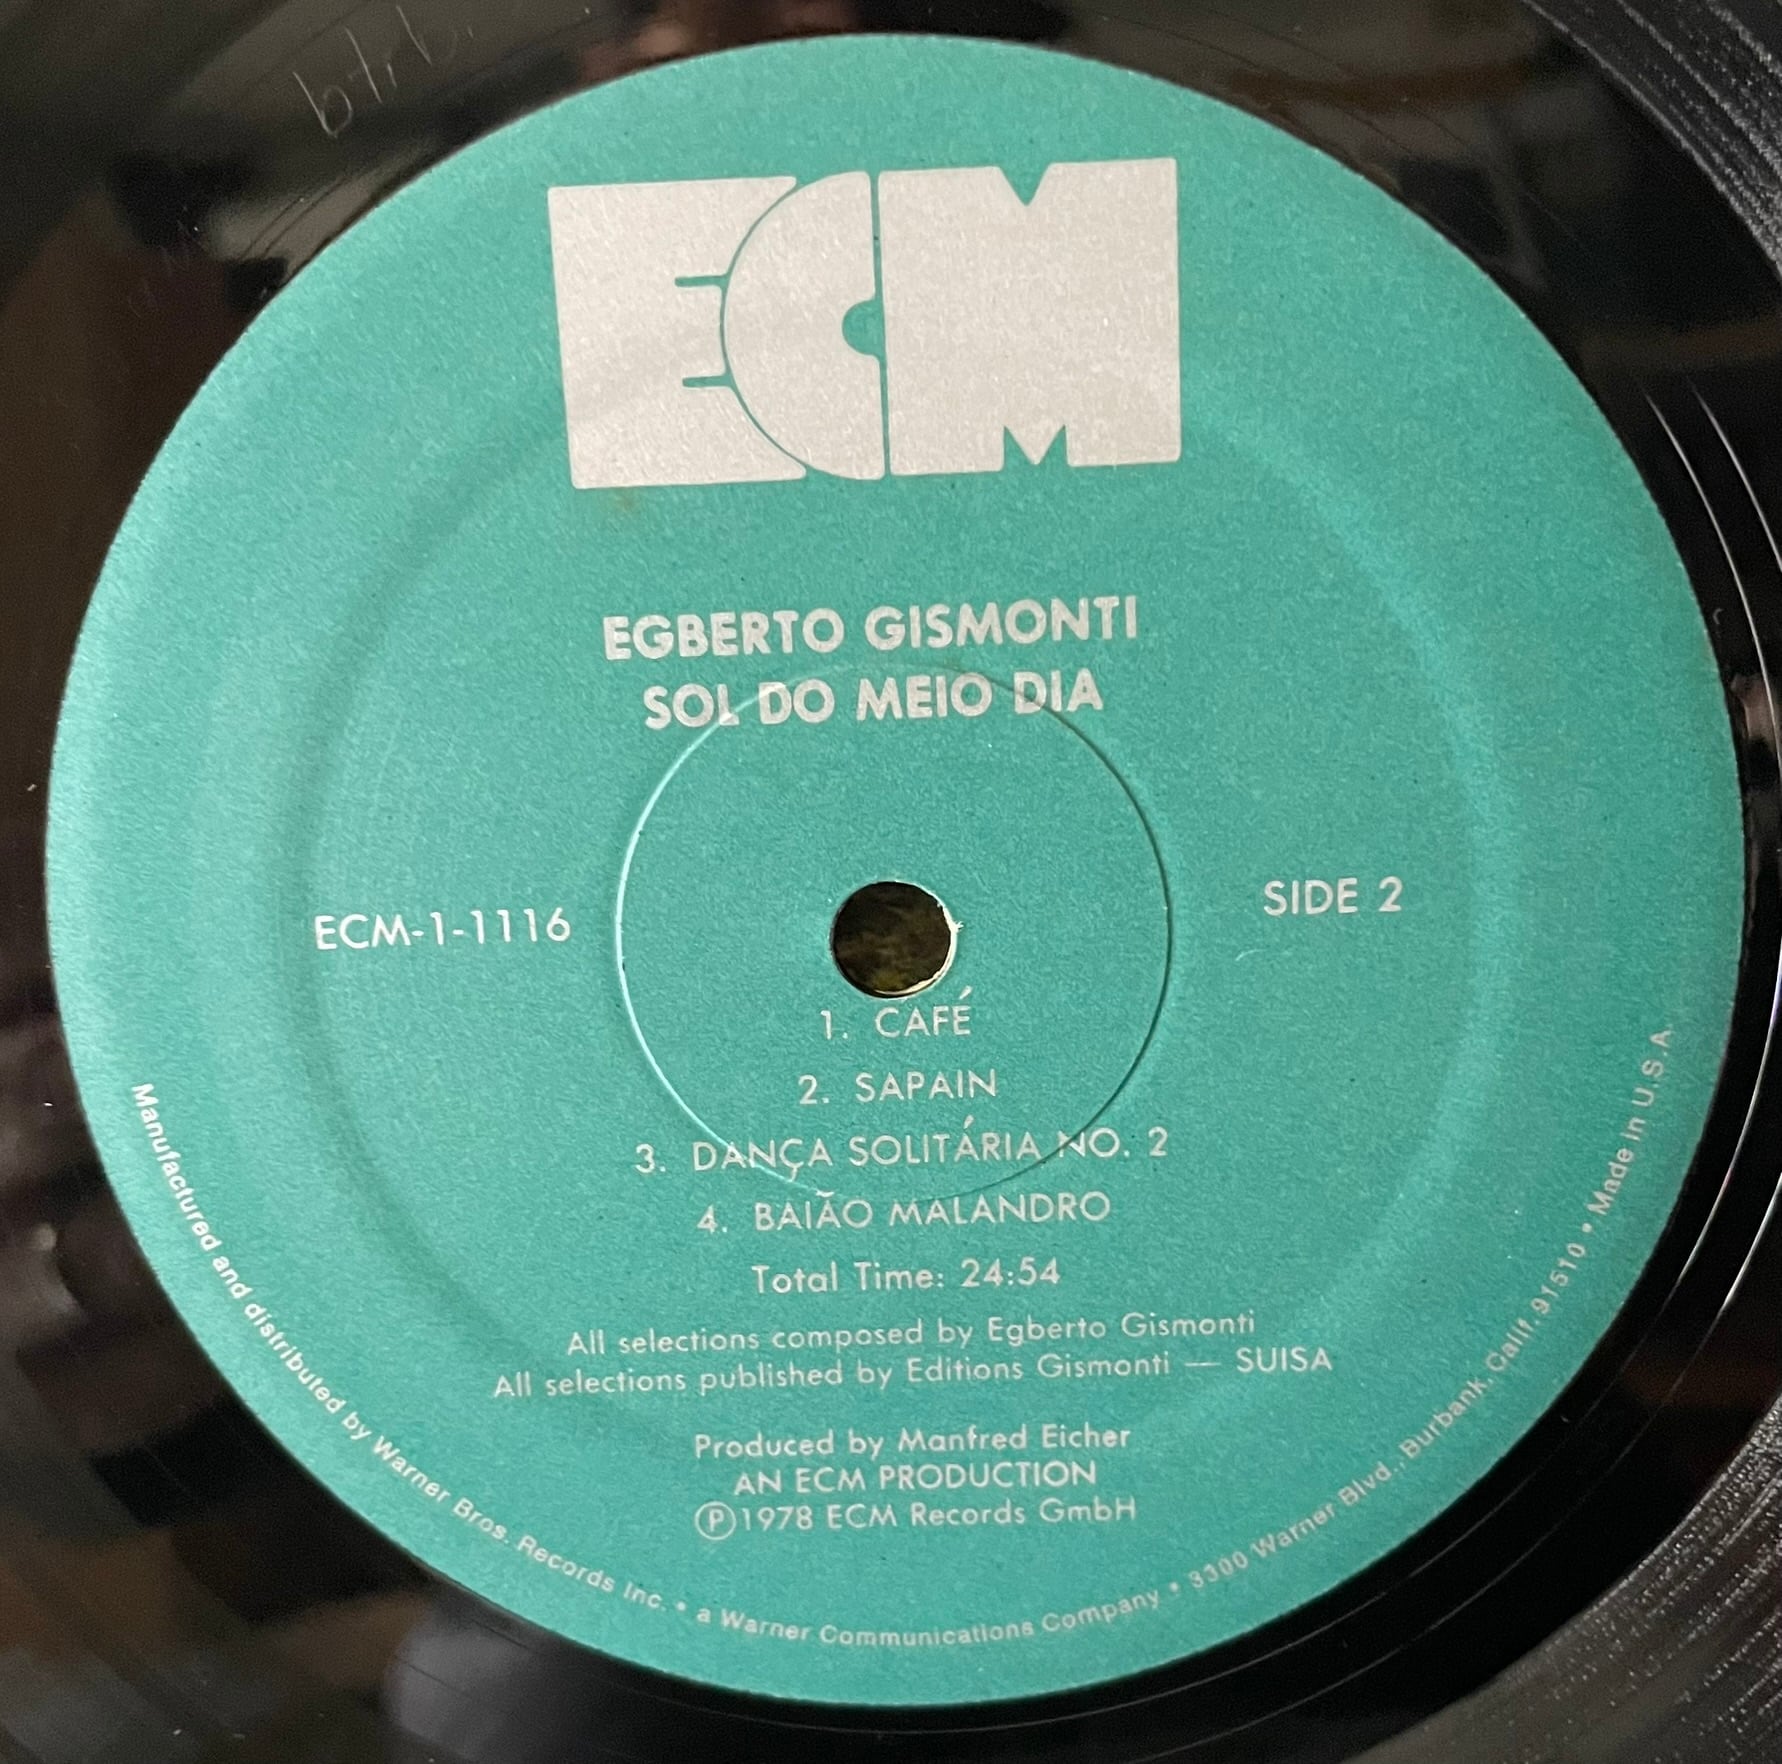 ECM
EGBERTO GISMONTI
SOL DO MEIO DIA
ECM-1-1116
SIDE 2
1. CAFÉ
2. SAPAIN
3. DANÇA SOLITÁRIA NO. 2
4. BAIÃO MALANDRO
Total Time: 24:54
All selections composed by Egberto Gismonti
All selections published by Editions Gismonti — SUISA
Produced by Manfred Eicher
AN ECM PRODUCTION
Ⓟ1978 ECM Records GmbH
Manufactured and distributed by Warner Bros. Records Inc. • a Warner Communications Company • 3300 Warner Blvd., Burbank, Calif. 91510 • Made in U.S.A.